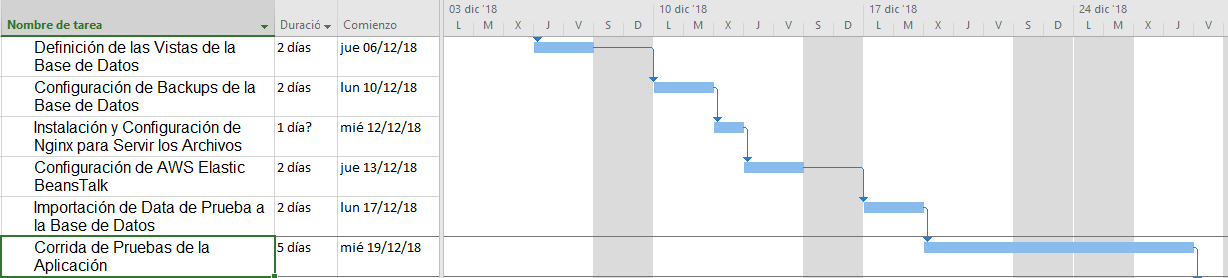 Nombre de tarea Duració Comienzo 03 dic '18 10 dic '18 17 dic '18 24 dic '18
L M X J V S D L M X J V S D L M X J V S D L M X J V
Definición de las Vistas de la Base de Datos 2 días jue 06/12/18
Configuración de Backups de la Base de Datos 2 días lun 10/12/18
Instalación y Configuración de Nginx para Servir los Archivos 1 día? mié 12/12/18
Configuración de AWS Elastic BeansTalk 2 días jue 13/12/18
Importación de Data de Prueba a la Base de Datos 2 días lun 17/12/18
Corrida de Pruebas de la Aplicación 5 días mié 19/12/18